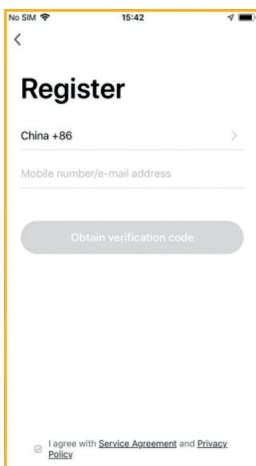 No SIM 15:42
Register
China +86
Mobile number/e-mail address
Obtain verification code
I agree with Service Agreement and Privacy
Policy